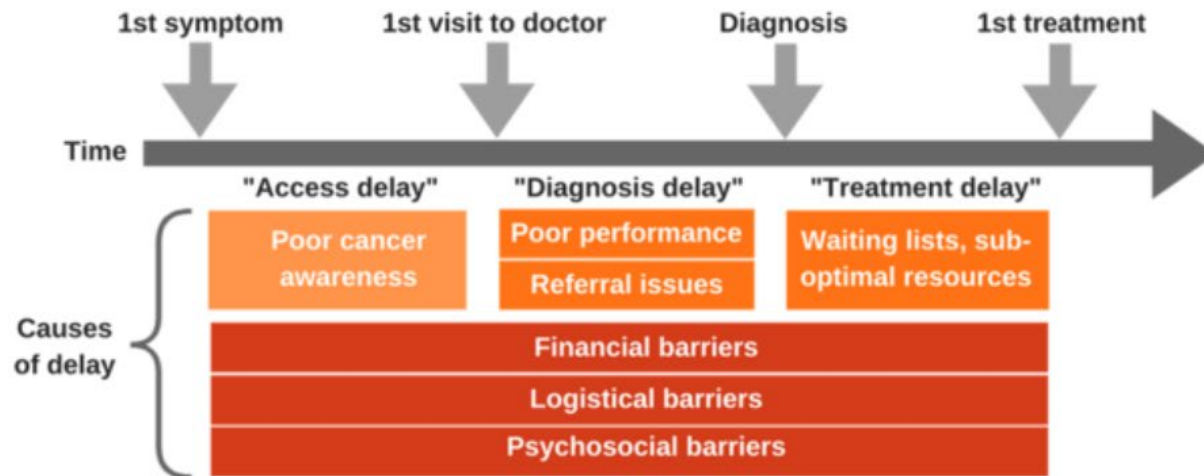 1st symptom
1st visit to doctor
Diagnosis
1st treatment
Time
"Access delay"
"Diagnosis delay"
"Treatment delay"
Poor cancer
awareness
Poor performance
Referral issues
Waiting lists, sub-
optimal resources
Causes
of delay
Financial barriers
Logistical barriers
Psychosocial barriers